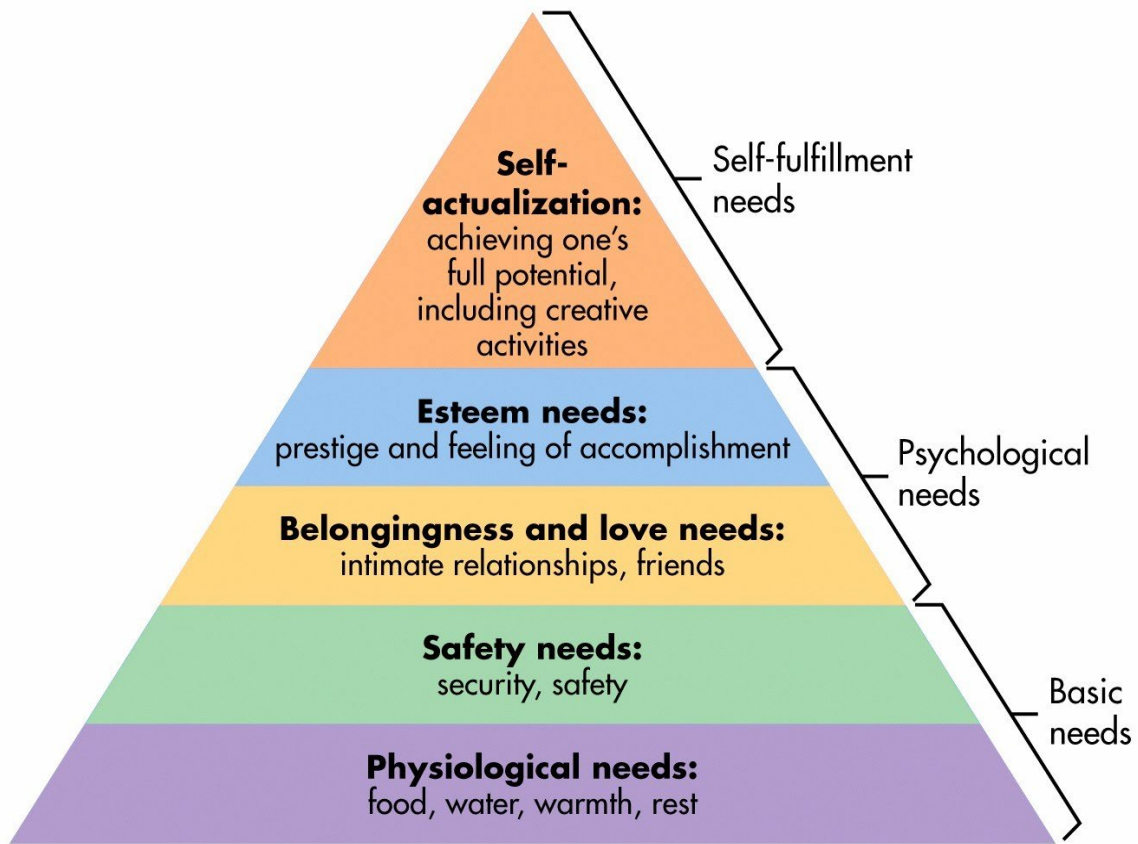 Self-
actualization:
achieving one's
full potential,
including creative
activities
Self-fulfillment
needs
Esteem needs:
prestige and feeling of accomplishment
Psychological
needs
Belongingness and love needs:
intimate relationships, friends
Safety needs:
security, safety
Basic
needs
Physiological needs:
food, water, warmth, rest